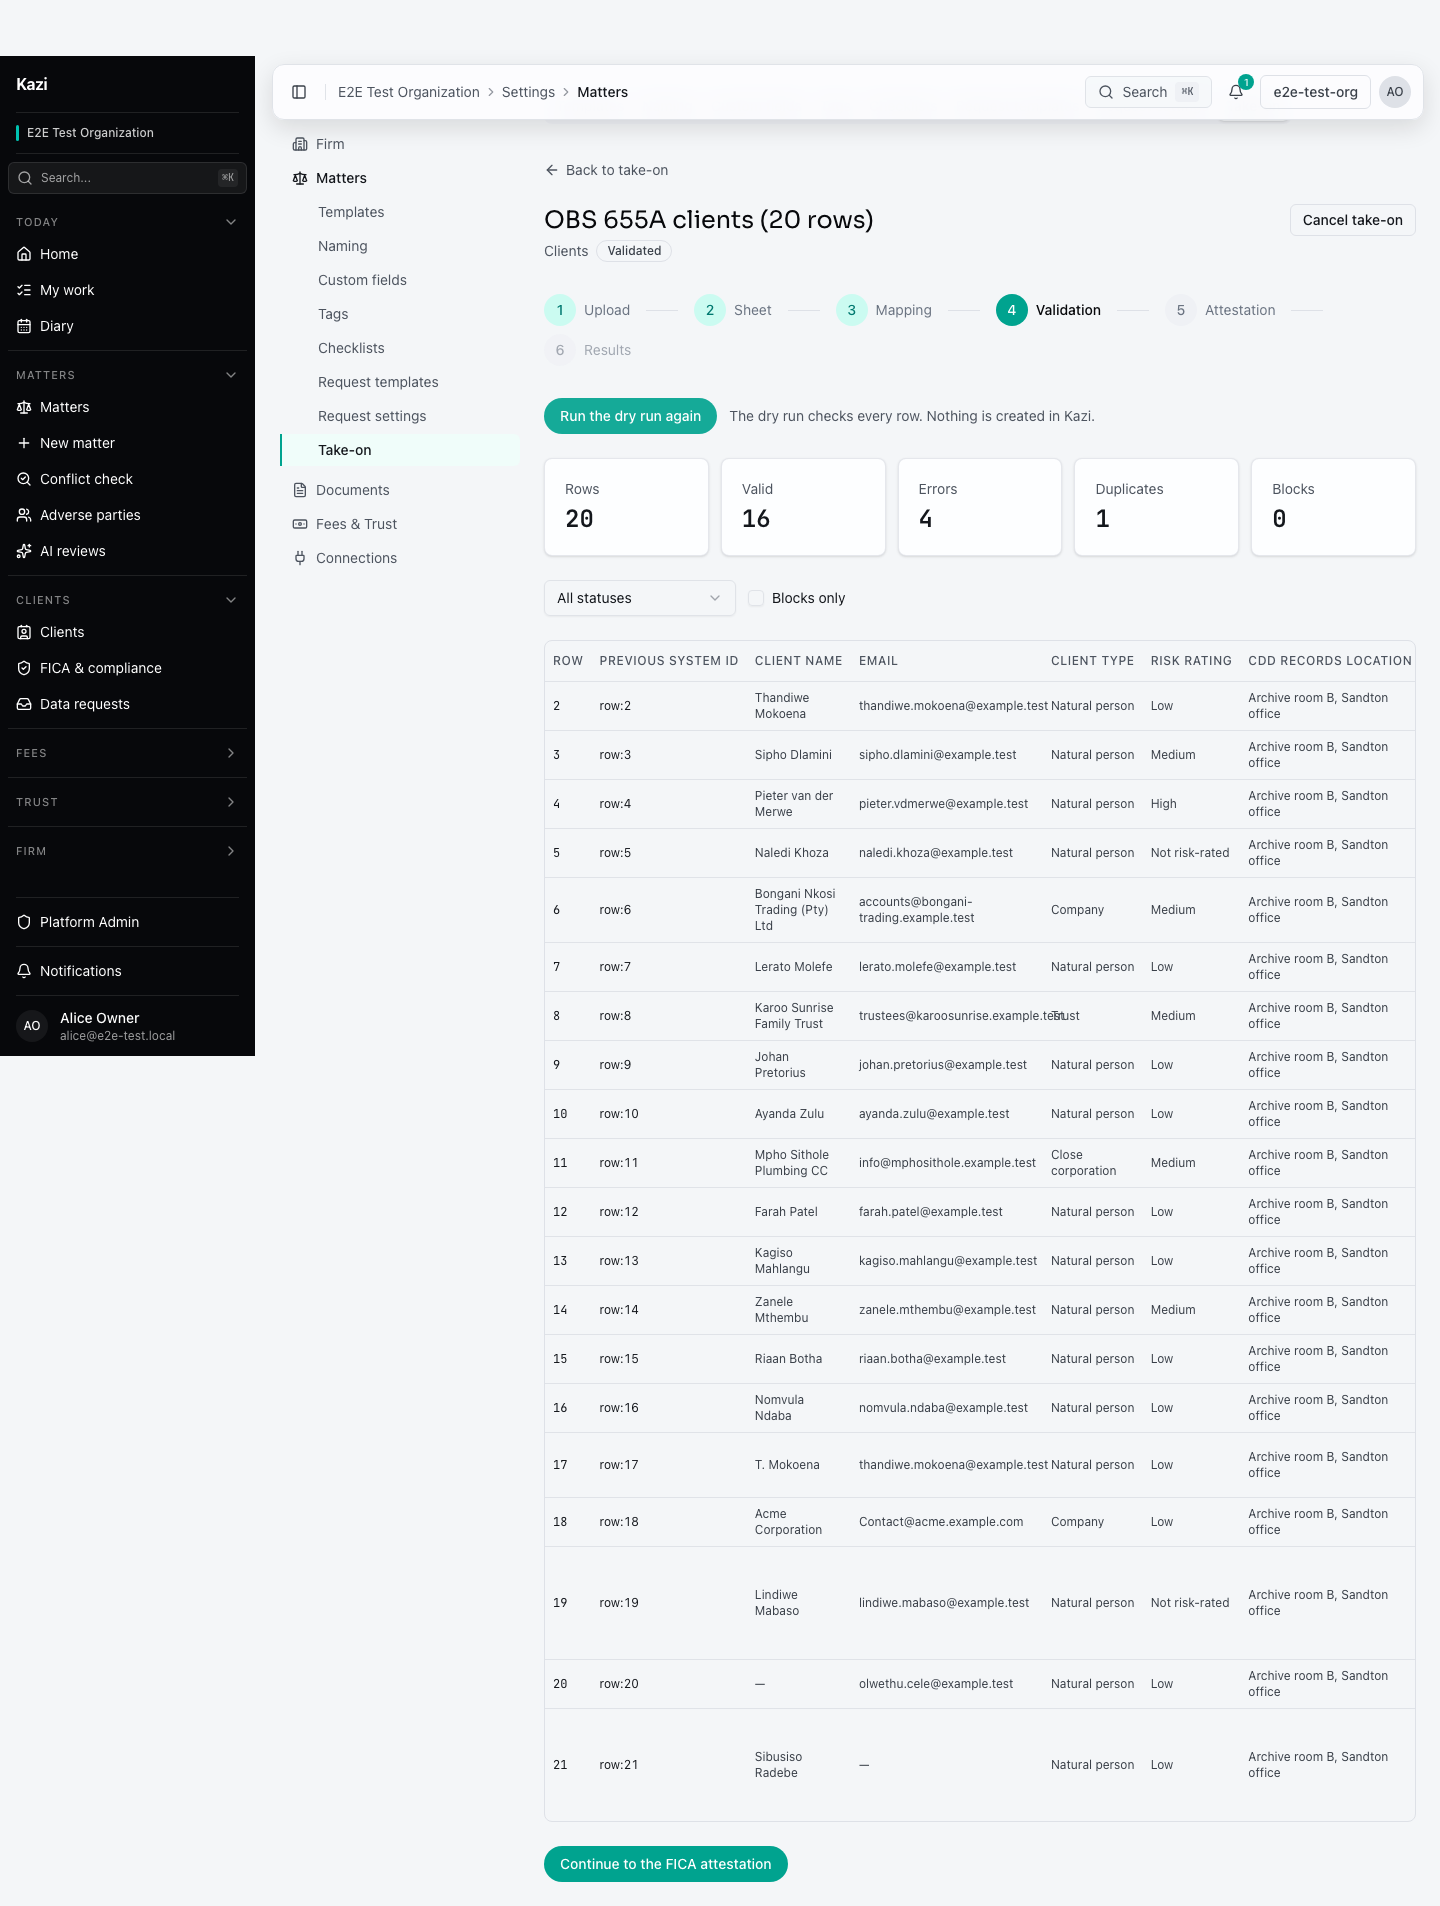 Kazi
E2E Test Organization
Search...
⌘K
TODAY
Home
My work
Diary
MATTERS
Matters
New matter
Conflict check
Adverse parties
AI reviews
CLIENTS
Clients
FICA & compliance
Data requests
FEES
TRUST
FIRM
Platform Admin
Notifications
AO
Alice Owner
alice@e2e-test.local
E2E Test Organization
Settings
Matters
Search ⌘K
1
e2e-test-org
AO
Firm
Matters
Templates
Naming
Custom fields
Tags
Checklists
Request templates
Request settings
Take-on
Documents
Fees & Trust
Connections
Back to take-on
OBS 655A clients (20 rows)
Cancel take-on
Clients Validated
1 Upload 2 Sheet 3 Mapping 4 Validation 5 Attestation
6 Results
Run the dry run again The dry run checks every row. Nothing is created in Kazi.
Rows Valid Errors Duplicates Blocks
20 16 4 1 0
All statuses Blocks only
ROW PREVIOUS SYSTEM ID CLIENT NAME EMAIL CLIENT TYPE RISK RATING CDD RECORDS LOCATION
2 row:2 Thandiwe Mokoena thandiwe.mokoena@example.test Natural person Low Archive room B, Sandton office
3 row:3 Sipho Dlamini sipho.dlamini@example.test Natural person Medium Archive room B, Sandton office
4 row:4 Pieter van der Merwe pieter.vdmerwe@example.test Natural person High Archive room B, Sandton office
5 row:5 Naledi Khoza naledi.khoza@example.test Natural person Not risk-rated Archive room B, Sandton office
6 row:6 Bongani Nkosi Trading (Pty) Ltd accounts@bongani-trading.example.test Company Medium Archive room B, Sandton office
7 row:7 Lerato Molefe lerato.molefe@example.test Natural person Low Archive room B, Sandton office
8 row:8 Karoo Sunrise Family Trust trustees@karoosunrise.example.test Trust Medium Archive room B, Sandton office
9 row:9 Johan Pretorius johan.pretorius@example.test Natural person Low Archive room B, Sandton office
10 row:10 Ayanda Zulu ayanda.zulu@example.test Natural person Low Archive room B, Sandton office
11 row:11 Mpho Sithole Plumbing CC info@mphosithole.example.test Close corporation Medium Archive room B, Sandton office
12 row:12 Farah Patel farah.patel@example.test Natural person Low Archive room B, Sandton office
13 row:13 Kagiso Mahlangu kagiso.mahlangu@example.test Natural person Low Archive room B, Sandton office
14 row:14 Zanele Mthembu zanele.mthembu@example.test Natural person Medium Archive room B, Sandton office
15 row:15 Riaan Botha riaan.botha@example.test Natural person Low Archive room B, Sandton office
16 row:16 Nomvula Ndaba nomvula.ndaba@example.test Natural person Low Archive room B, Sandton office
17 row:17 T. Mokoena thandiwe.mokoena@example.test Natural person Low Archive room B, Sandton office
18 row:18 Acme Corporation Contact@acme.example.com Company Low Archive room B, Sandton office
19 row:19 Lindiwe Mabaso lindiwe.mabaso@example.test Natural person Not risk-rated Archive room B, Sandton office
20 row:20 — olwethu.cele@example.test Natural person Low Archive room B, Sandton office
21 row:21 Sibusiso Radebe — Natural person Low Archive room B, Sandton office
Continue to the FICA attestation